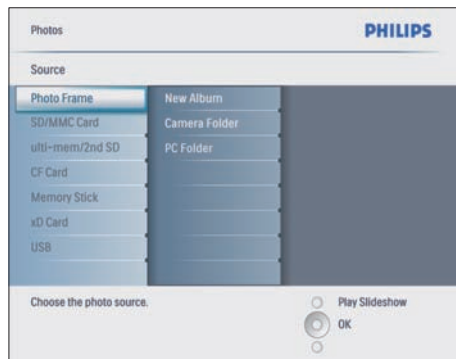 Photos
PHILIPS
Source
Photo Frame
New Album
SD/MMC Card
Camera Folder
ulti-mem/2nd SD
PC Folder
CF Card
Memory Stick
xD Card
USB
Choose the photo source.
Play Slideshow
OK